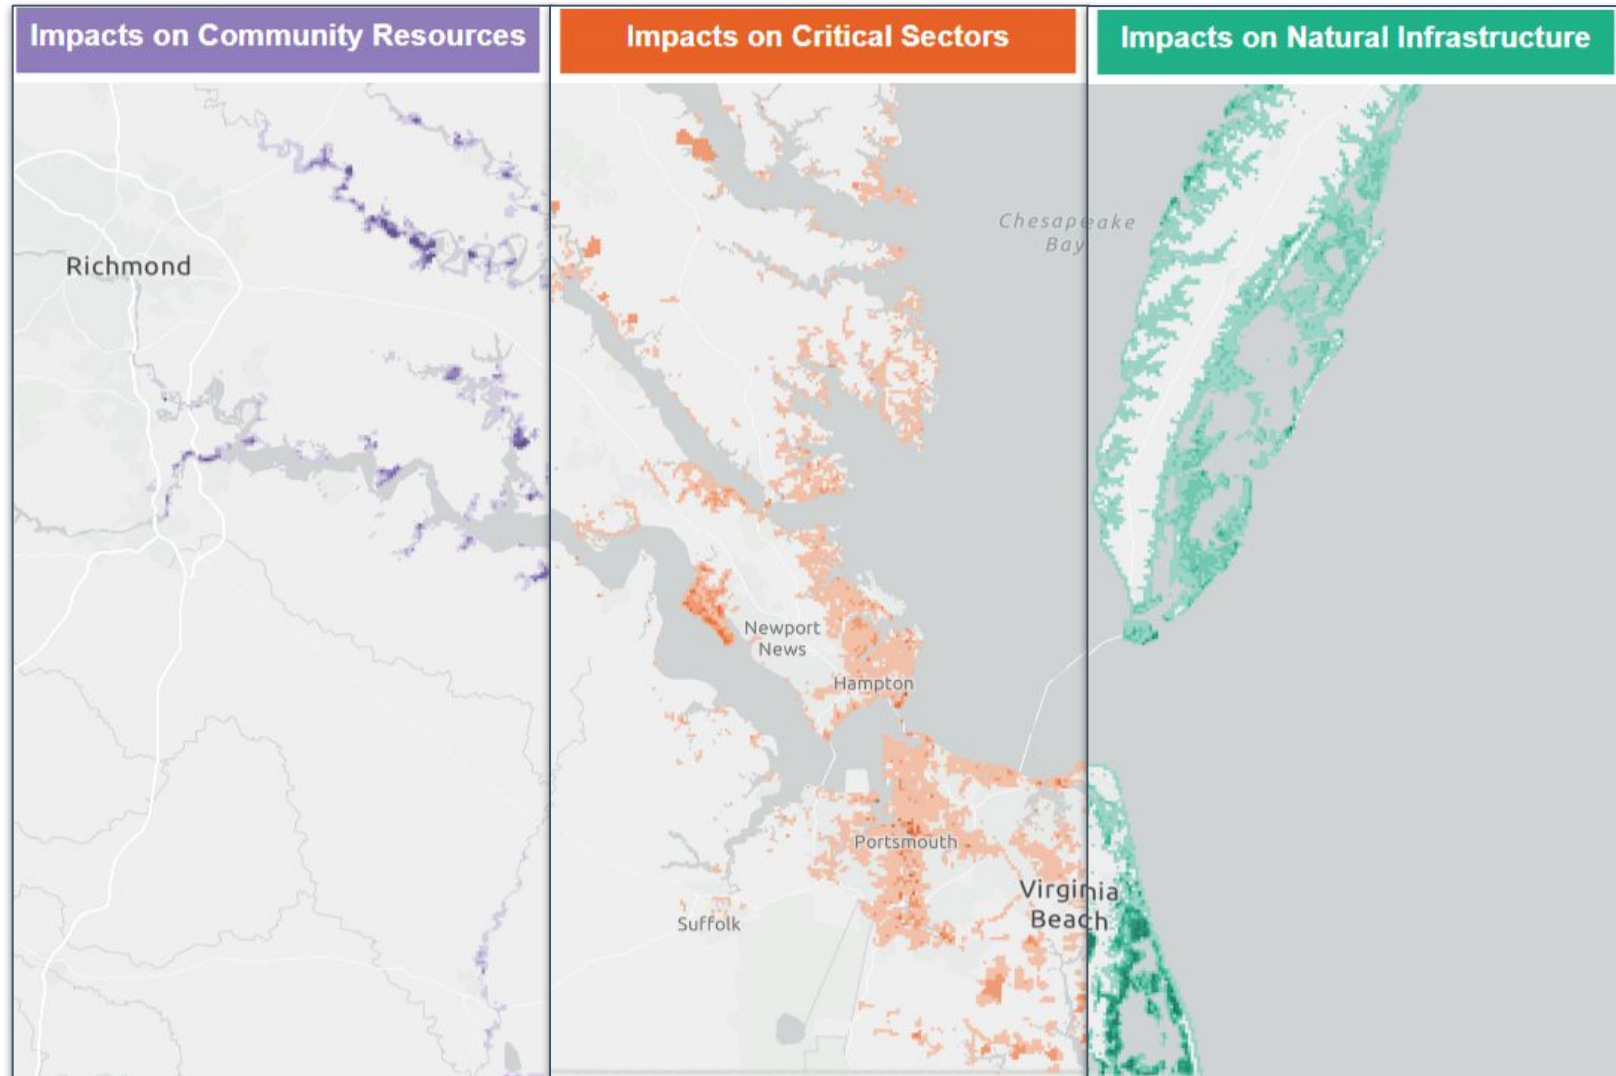 Impacts on Community Resources
Impacts on Critical Sectors
Impacts on Natural Infrastructure
Chesapeake
Bay
Richmond
Newport
News
Hampton
Portsmouth
Virginia
Beach
Suffolk